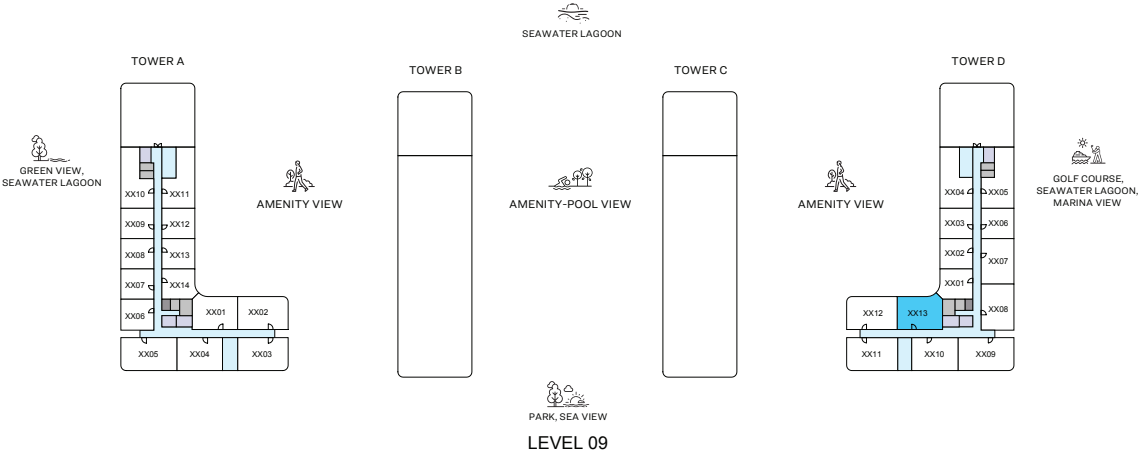 SEAWATER LAGOON
TOWER A
TOWER B
TOWER C
TOWER D
GREEN VIEW,
SEAWATER LAGOON
AMENITY VIEW
AMENITY-POOL VIEW
AMENITY VIEW
GOLF COURSE,
SEAWATER LAGOON,
MARINA VIEW
XX10 XX11
XX09 XX12
XX08 XX13
XX07 XX14
XX06 XX01 XX02
XX05 XX04 XX03
XX04 XX05
XX03 XX06
XX02 XX07
XX01
XX12 XX13 XX08
XX11 XX10 XX09
PARK, SEA VIEW
LEVEL 09